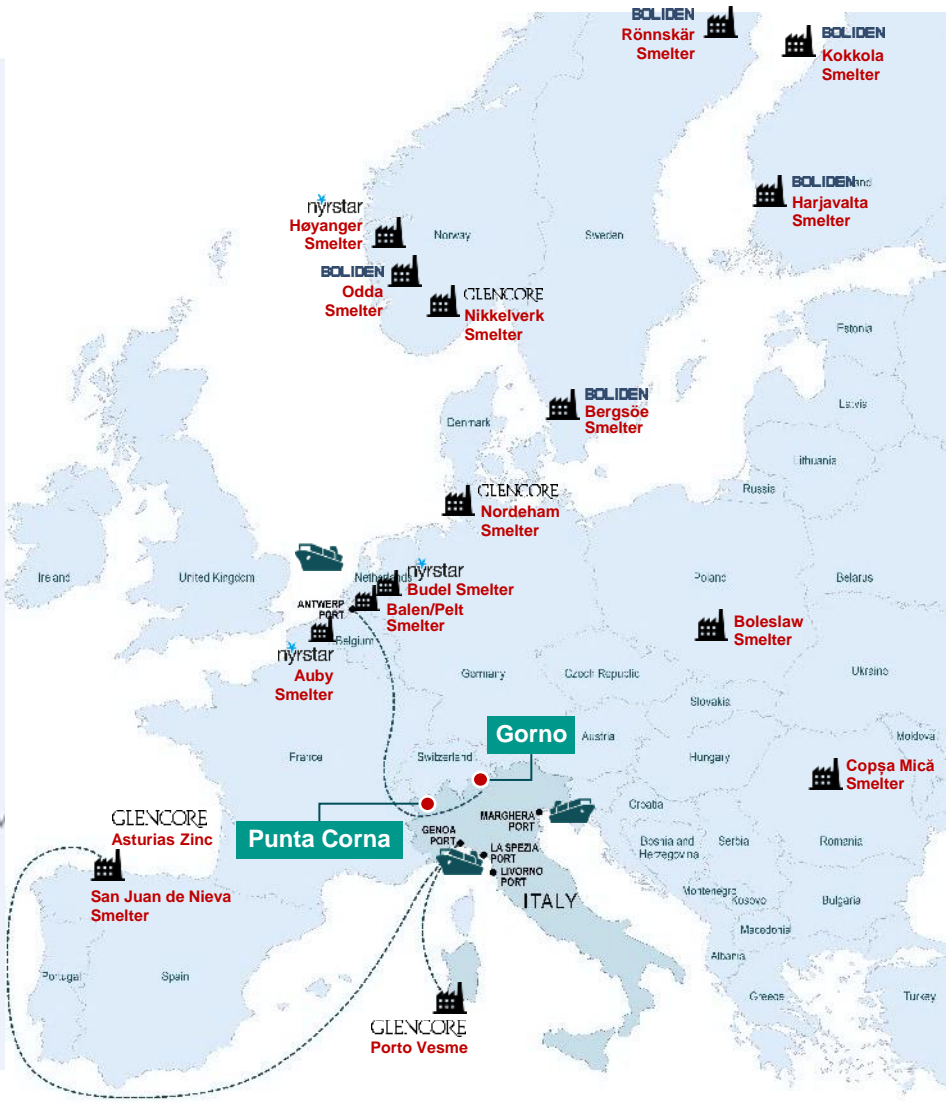 BOLIDEN
Rönnskär
Smelter
BOLIDEN
Kokkola
Smelter
BOLIDEN
Harjavalta
Smelter
nyrstar
Høyanger
Smelter
Norway
Sweden
BOLIDEN
Odda
Smelter
GLENCORE
Nikkelverk
Smelter
Estonia
BOLIDEN
Bergsöe
Smelter
Latvia
Denmark
Lithuania
Russia
GLENCORE
Nordeham
Smelter
Ireland
United Kingdom
Netherlands
nyrstar
Budel Smelter
Balen/Pelt
Smelter
Poland
Belarus
ANTWERP
PORT
Belgium
Boleslaw
Smelter
nyrstar
Auby
Smelter
Germany
Czech Republic
Ukraine
Slovakia
Gorno
Austria
Moldova
France
Switzerland
Hungary
Copșa Mică
Smelter
Punta Corna
MARGHERA
PORT
Croatia
GLENCORE
Asturias Zinc
GENOA
PORT
LA SPEZIA
PORT
LIVORNO
PORT
Bosnia and
Herzegovina
Serbia
Romania
San Juan de Nieva
Smelter
ITALY
Montenegro
Kosovo
Bulgaria
Macedonia
Albania
Portugal
Spain
Greece
Turkey
GLENCORE
Porto Vesme